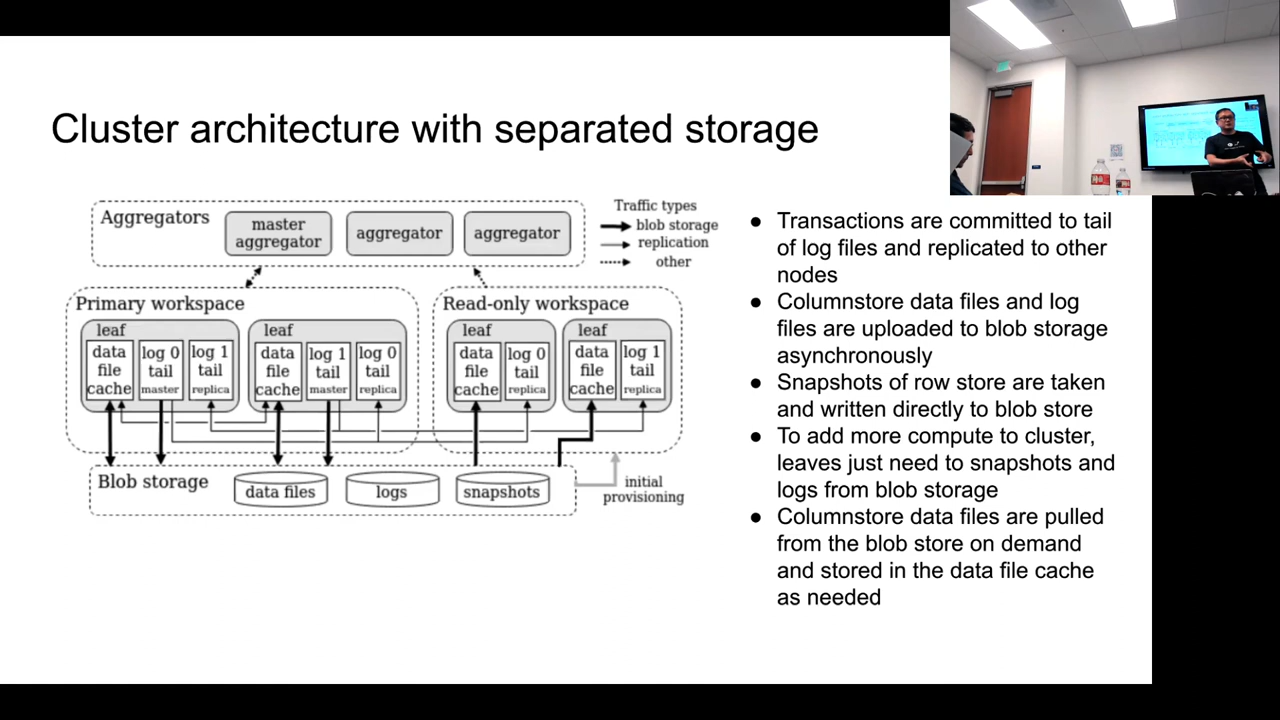 Cluster architecture with separated storage
Aggregators
master
aggregator
aggregator
aggregator
Traffic types
blob storage
replication
other
Primary workspace
leaf
data
file
cache
log 0
tail
master
log 1
tail
replica
leaf
data
file
cache
log 1
tail
master
log 0
tail
replica
Read-only workspace
leaf
data
file
cache
log 0
tail
replica
leaf
data
file
cache
log 1
tail
replica
Blob storage
data files
logs
snapshots
initial
provisioning
● Transactions are committed to tail
of log files and replicated to other
nodes
● Columnstore data files and log
files are uploaded to blob storage
asynchronously
● Snapshots of row store are taken
and written directly to blob store
● To add more compute to cluster,
leaves just need to snapshots and
logs from blob storage
● Columnstore data files are pulled
from the blob store on demand
and stored in the data file cache
as needed